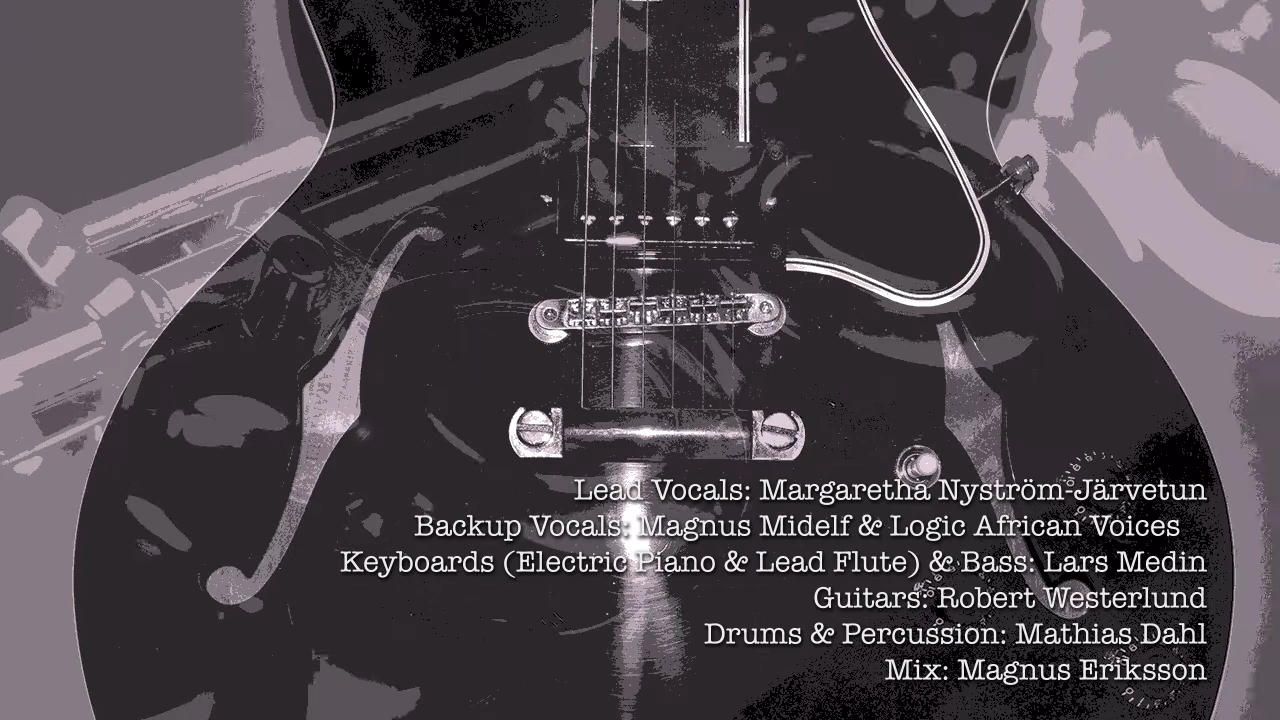 Lead Vocals: Margaretha Nyström-Järvetun
Backup Vocals: Magnus Midelf & Logic African Voices
Keyboards (Electric Piano & Lead Flute) & Bass: Lars Medin
Guitars: Robert Westerlund
Drums & Percussion: Mathias Dahl
Mix: Magnus Eriksson